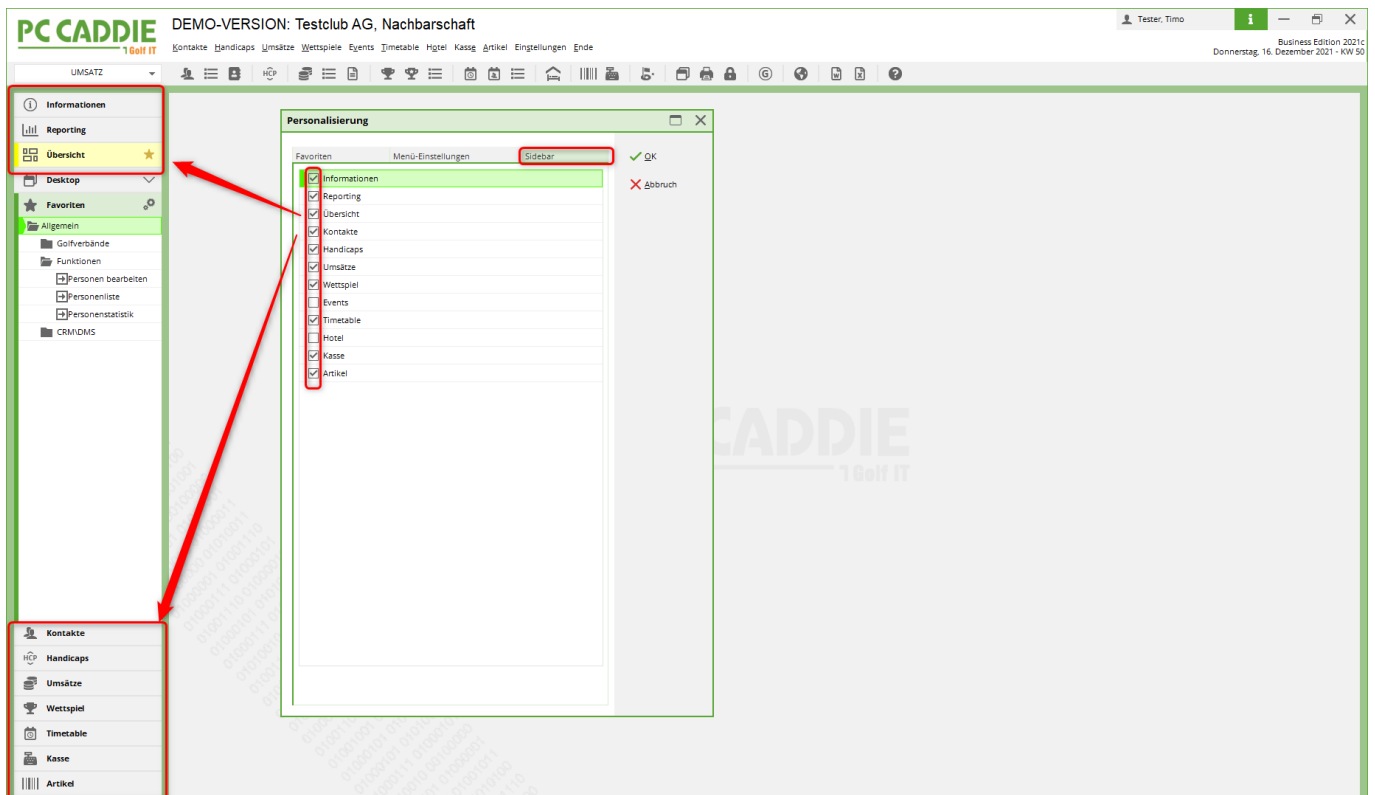 PC CADDIE
Golf IT
DEMO-VERSION: Testclub AG, Nachbarschaft
Tester, Timo
i
Kontakte Handicaps Umsätze Wettspiele Events Timetable Hotel Kasse Artikel Einstellungen Ende
Business Edition 2021c
Donnerstag, 16. Dezember 2021 - KW 50
UMSATZ
HCP
G
W
X
?
Informationen
Reporting
Übersicht
Desktop
Favoriten
Allgemein
Golfverbände
Funktionen
Personen bearbeiten
Personenliste
Personenstatistik
CRM\DMS
Kontakte
HCP Handicaps
Umsätze
Wettspiel
Timetable
Kasse
Artikel
Personalisierung
Favoriten Menü-Einstellungen Sidebar
OK
Abbruch
Informationen
Reporting
Übersicht
Kontakte
Handicaps
Umsätze
Wettspiel
Events
Timetable
Hotel
Kasse
Artikel
CADDIE
Golf IT